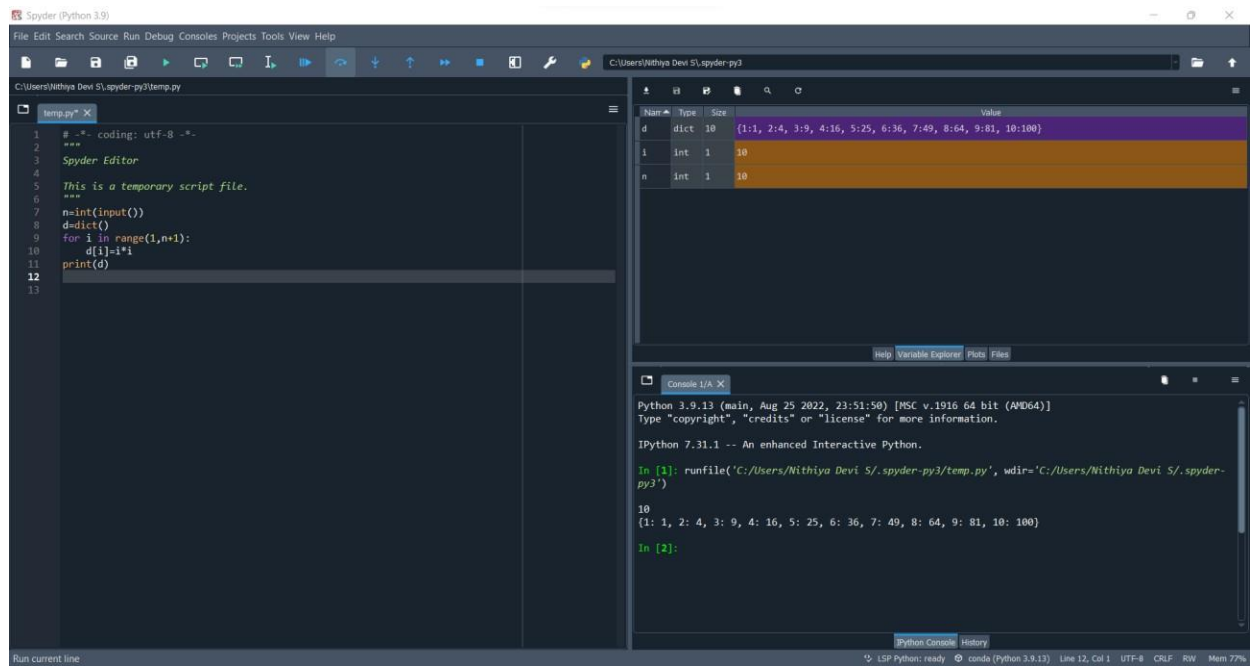 Spyder (Python 3.9)
File Edit Search Source Run Debug Consoles Projects Tools View Help
C:\Users\Nithiya Devi S\.spyder-py3
C:\Users\Nithiya Devi S\.spyder-py3\temp.py
temp.py* X
1 # -*- coding: utf-8 -*-
2 """
3 Spyder Editor
4
5 This is a temporary script file.
6 """
7 n=int(input())
8 d=dict()
9 for i in range(1,n+1):
10     d[i]=i*i
11 print(d)
12
13
Narr Type Size Value
d dict 10 {1:1, 2:4, 3:9, 4:16, 5:25, 6:36, 7:49, 8:64, 9:81, 10:100}
i int 1 10
n int 1 10
Help Variable Explorer Plots Files
Console 1/A X
Python 3.9.13 (main, Aug 25 2022, 23:51:50) [MSC v.1916 64 bit (AMD64)]
Type "copyright", "credits" or "license" for more information.
IPython 7.31.1 -- An enhanced Interactive Python.
In [1]: runfile('C:/Users/Nithiya Devi S/.spyder-py3/temp.py', wdir='C:/Users/Nithiya Devi S/.spyder-
py3')
10
{1: 1, 2: 4, 3: 9, 4: 16, 5: 25, 6: 36, 7: 49, 8: 64, 9: 81, 10: 100}
In [2]:
IPython Console History
Run current line
LSP Python: ready conda (Python 3.9.13) Line 12, Col 1 UTF-8 CRLF RW Mem 77%